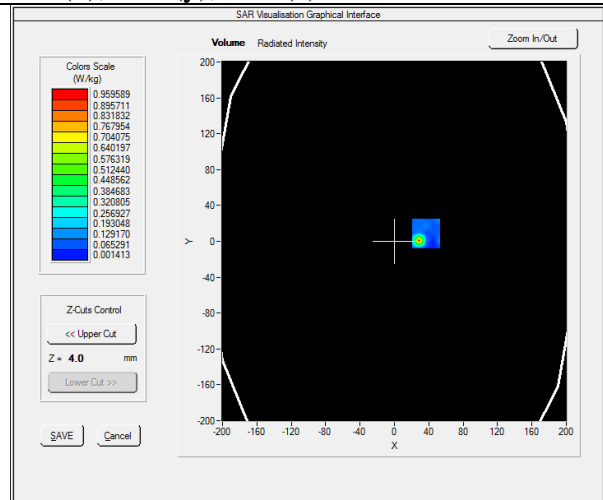 SAR Visualisation Graphical Interface
Volume Radiated Intensity
Zoom In/Out
Colors Scale
(W/kg)
0.959589
0.895711
0.831832
0.767954
0.704075
0.640197
0.576319
0.512440
0.448562
0.384683
0.320805
0.256927
0.193048
0.129170
0.065291
0.001413
Z-Cuts Control
<< Upper Cut
Z = 4.0 mm
Lower Cut >>
SAVE Cancel
200
160
120
80
40
0
-40
-80
-120
-160
-200
Y
-200 -160 -120 -80 -40 0 40 80 120 160 200
X